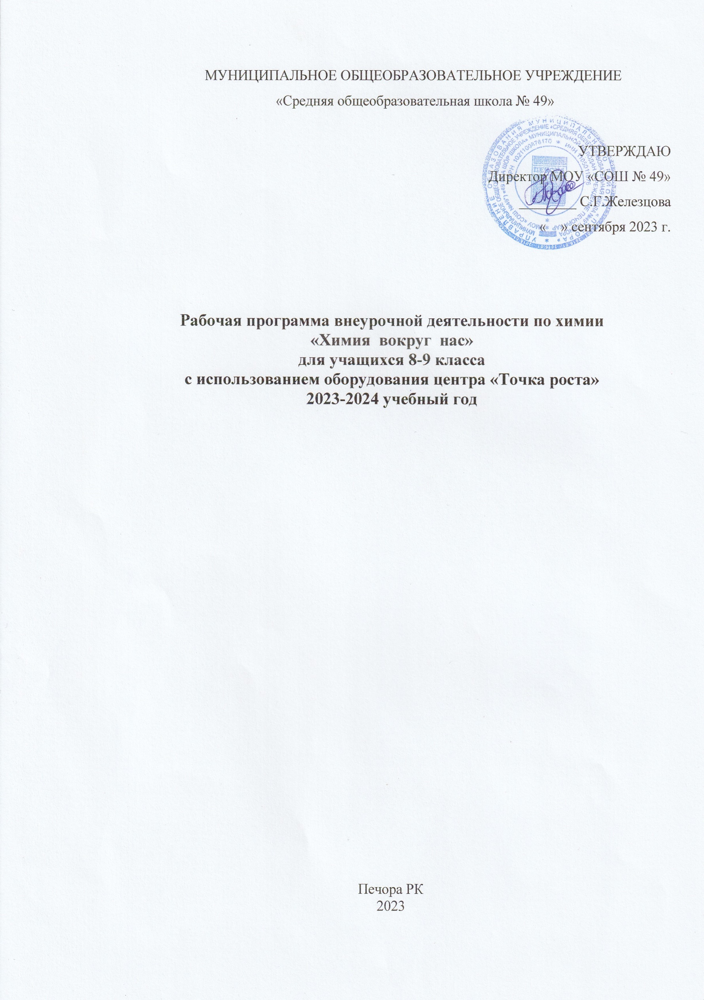 МУНИЦИПАЛЬНОЕ ОБЩЕОБРАЗОВАТЕЛЬНОЕ УЧРЕЖДЕНИЕ
«Средняя общеобразовательная школа № 49»
УТВЕРЖДАЮ
Директор МОУ «СОШ № 49»
_________ С.Г.Железцова
«    » сентября 2023 г.
Рабочая программа внеурочной деятельности по химии
«Химия вокруг нас»
для учащихся 8-9 класса
с использованием оборудования центра «Точка роста»
2023-2024 учебный год
Печора РК
2023